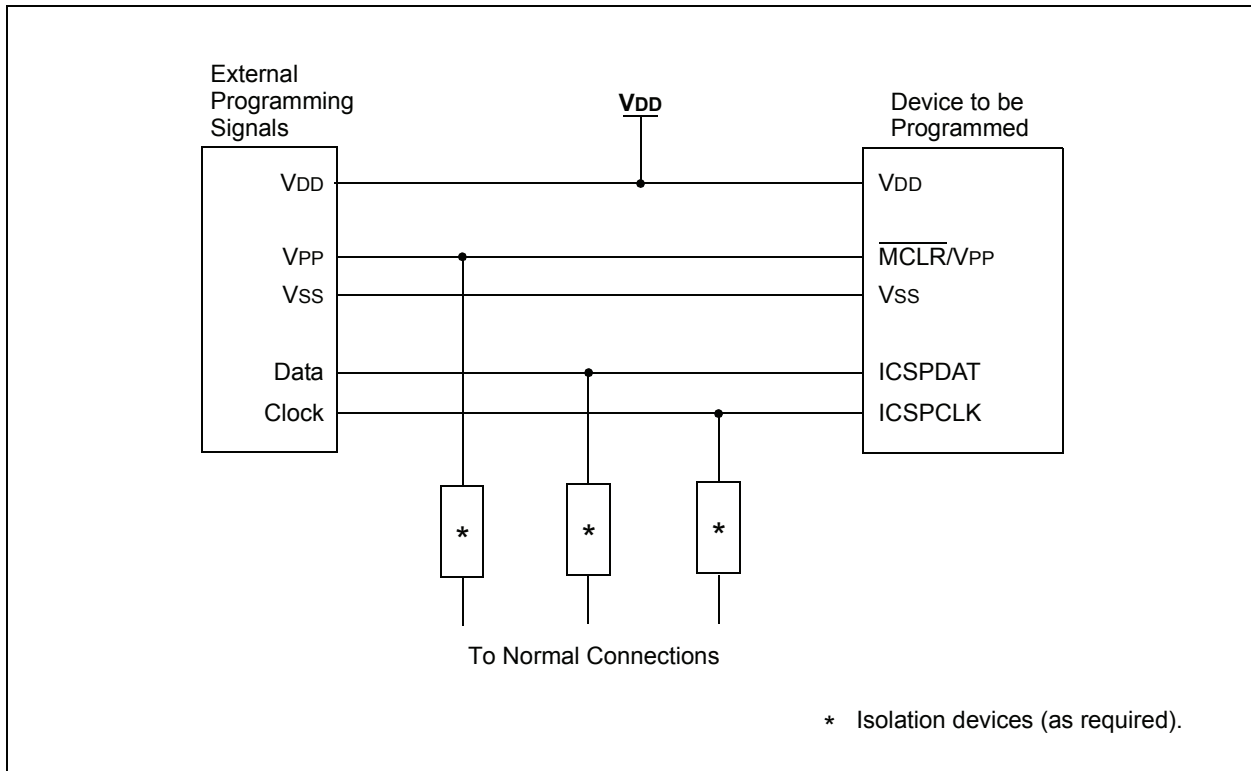 External
Programming
Signals
VDD
Device to be
Programmed
VDD
VDD
VPP
MCLR/VPP
VSS
VSS
Data
ICSPDAT
Clock
ICSPCLK
*
*
*
To Normal Connections
* Isolation devices (as required).